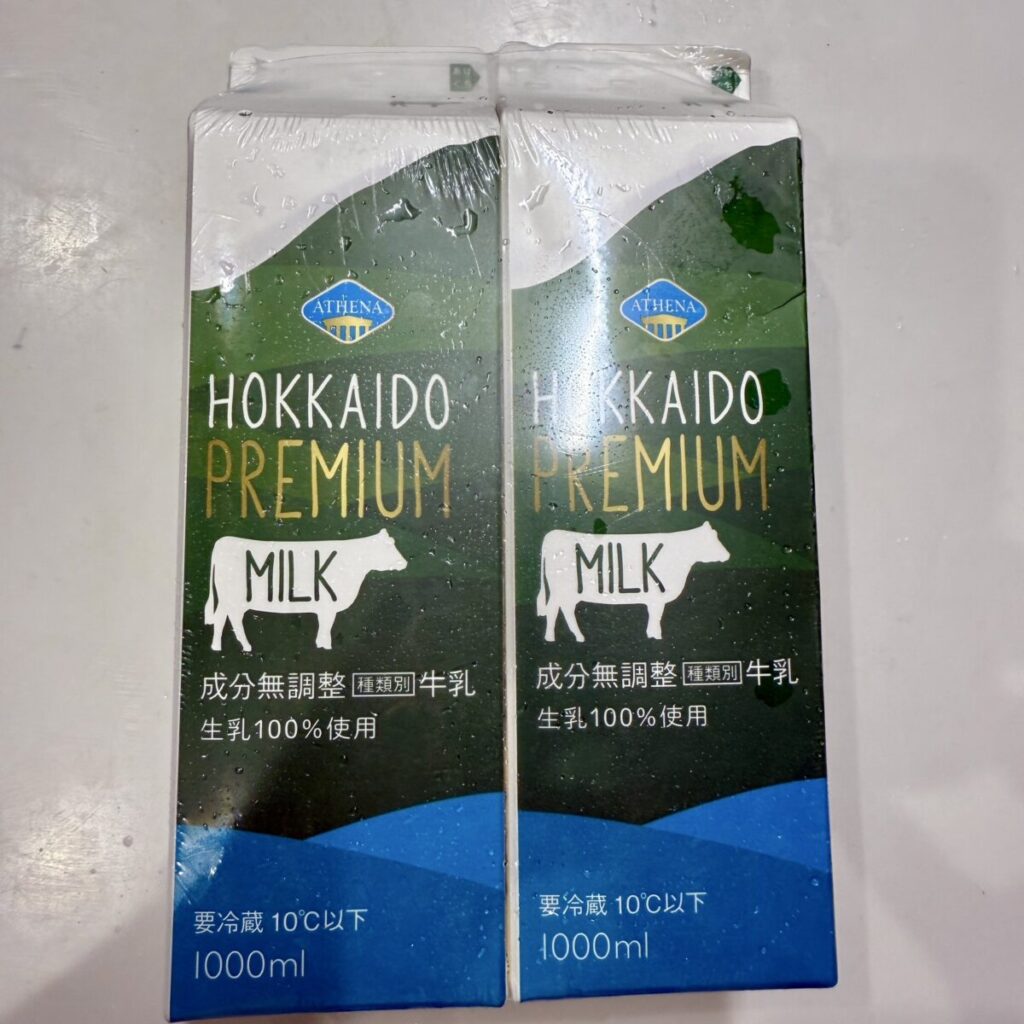 ATHENA
HOKKAIDO
PREMIUM
MILK
成分無調整 種類別 牛乳
生乳100%使用
要冷蔵 10℃以下
1000ml
ATHENA
HOKKAIDO
PREMIUM
MILK
成分無調整 種類別 牛乳
生乳100%使用
要冷蔵 10℃以下
1000ml